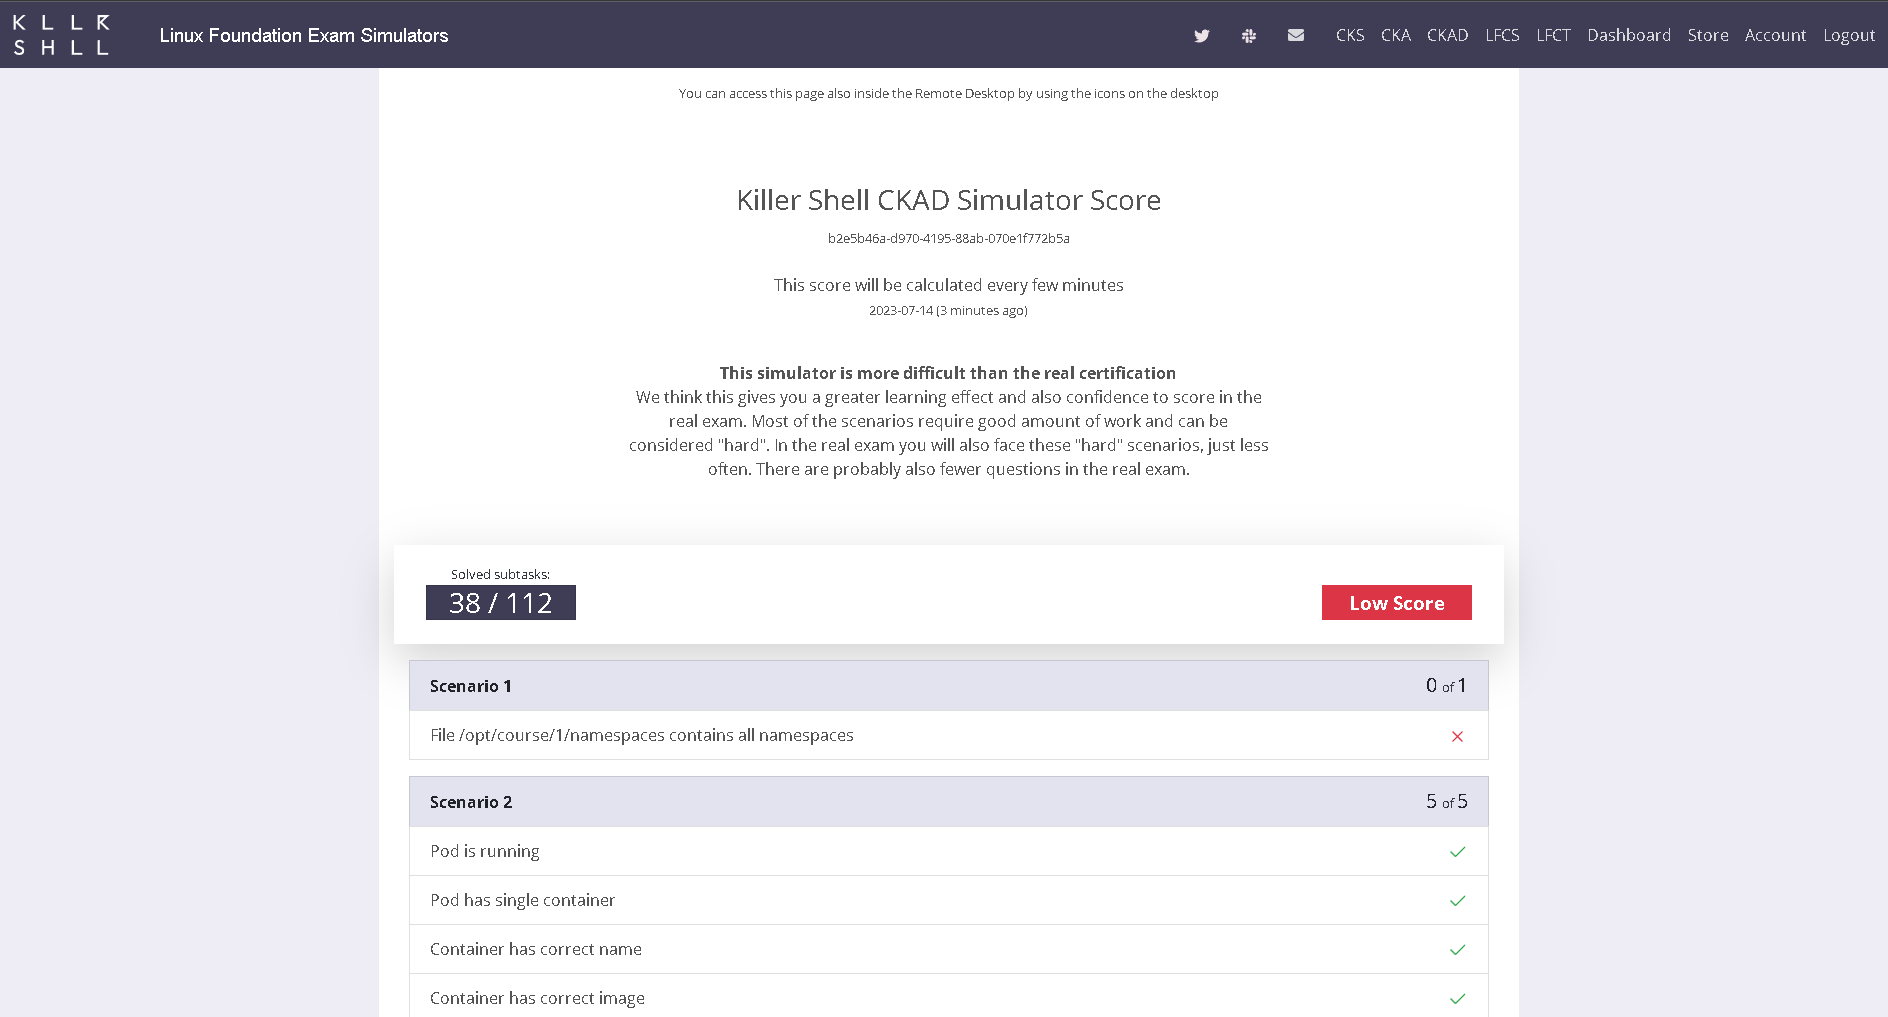 KLLR
SHLL
Linux Foundation Exam Simulators
CKS CKA CKAD LFCS LFCT Dashboard Store Account Logout
You can access this page also inside the Remote Desktop by using the icons on the desktop
Killer Shell CKAD Simulator Score
b2e5b46a-d970-4195-88ab-070e1f772b5a
This score will be calculated every few minutes
2023-07-14 (3 minutes ago)
This simulator is more difficult than the real certification
We think this gives you a greater learning effect and also confidence to score in the
real exam. Most of the scenarios require good amount of work and can be
considered "hard". In the real exam you will also face these "hard" scenarios, just less
often. There are probably also fewer questions in the real exam.
Solved subtasks:
38 / 112
Low Score
Scenario 1 0 of 1
File /opt/course/1/namespaces contains all namespaces
Scenario 2 5 of 5
Pod is running
Pod has single container
Container has correct name
Container has correct image